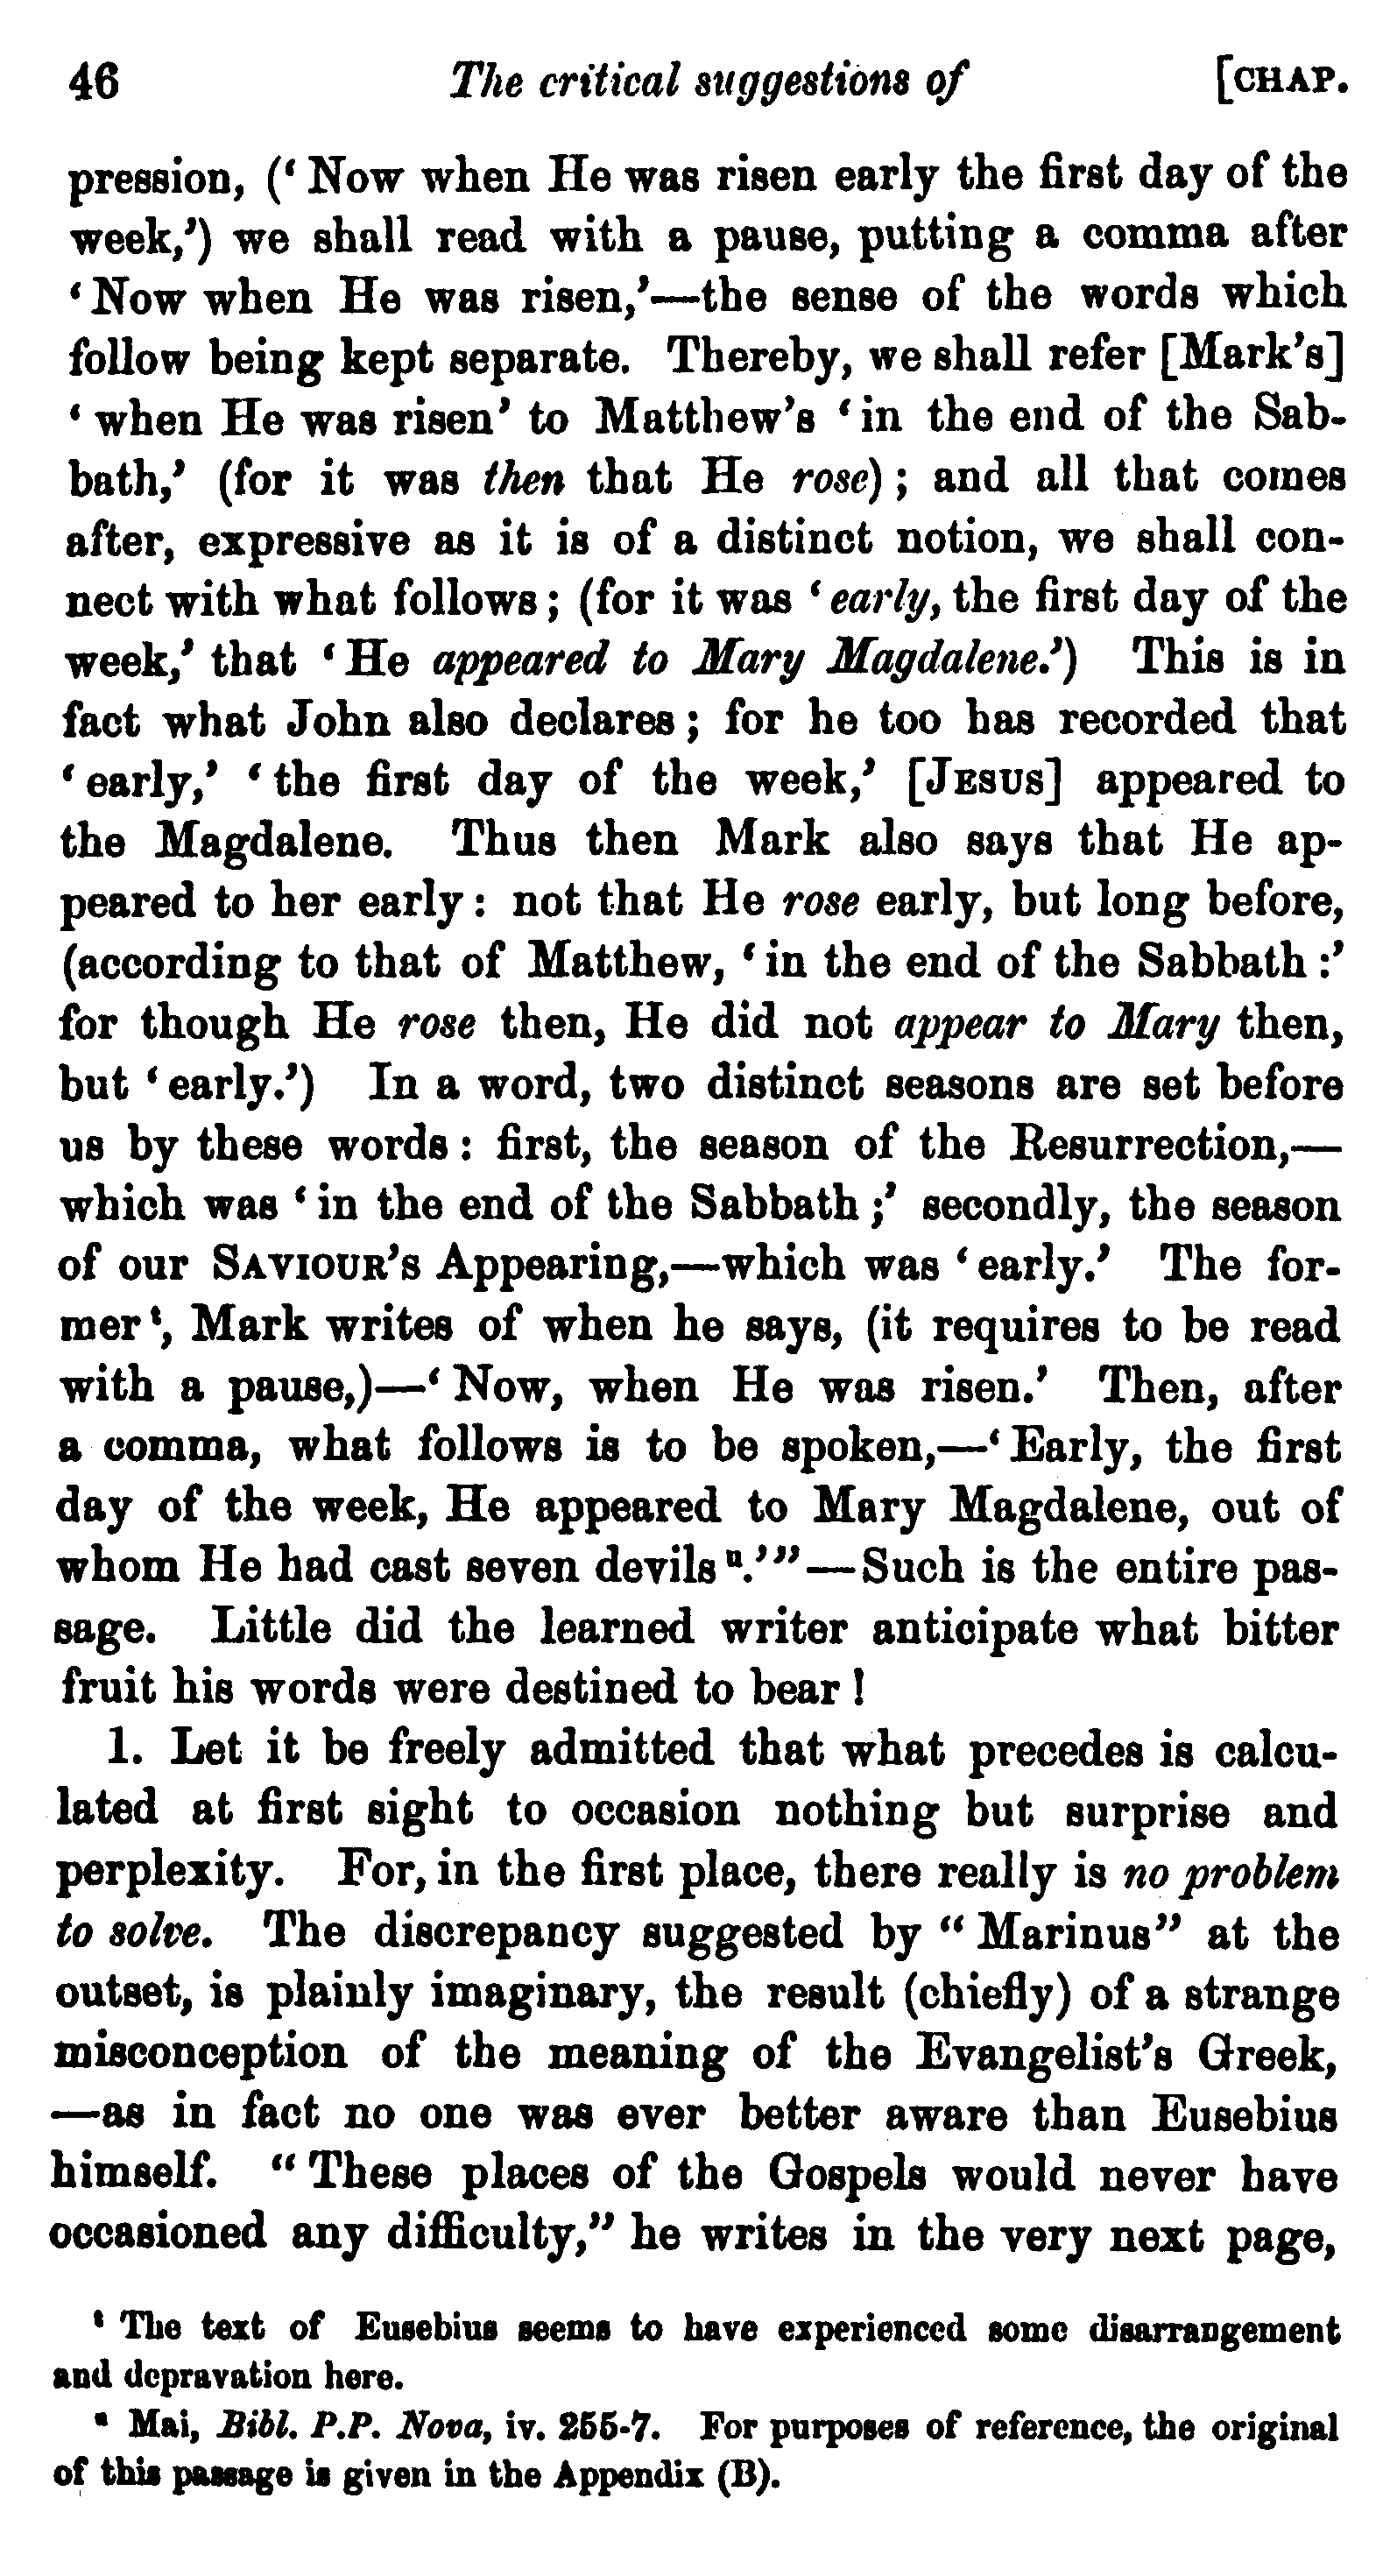 46 The critical suggestions of [CHAP.
pression, (‘Now when He was risen early the first day of the
week,’) we shall read with a pause, putting a comma after
‘Now when He was risen,’—the sense of the words which
follow being kept separate. Thereby, we shall refer [Mark’s]
‘when He was risen’ to Matthew’s ‘in the end of the Sab-
bath,’ (for it was then that He rose); and all that comes
after, expressive as it is of a distinct notion, we shall con-
nect with what follows; (for it was ‘early, the first day of the
week,’ that ‘He appeared to Mary Magdalene.’) This is in
fact what John also declares; for he too has recorded that
‘early,’ ‘the first day of the week,’ [JESUS] appeared to
the Magdalene. Thus then Mark also says that He ap-
peared to her early: not that He rose early, but long before,
(according to that of Matthew, ‘in the end of the Sabbath:’
for though He rose then, He did not appear to Mary then,
but ‘early.’) In a word, two distinct seasons are set before
us by these words: first, the season of the Resurrection,—
which was ‘in the end of the Sabbath;’ secondly, the season
of our SAVIOUR’S Appearing,—which was ‘early.’ The for-
mer t, Mark writes of when he says, (it requires to be read
with a pause,)—‘Now, when He was risen.’ Then, after
a comma, what follows is to be spoken,—‘Early, the first
day of the week, He appeared to Mary Magdalene, out of
whom He had cast seven devils u.’”—Such is the entire pas-
sage. Little did the learned writer anticipate what bitter
fruit his words were destined to bear!
1. Let it be freely admitted that what precedes is calcu-
lated at first sight to occasion nothing but surprise and
perplexity. For, in the first place, there really is no problem
to solve. The discrepancy suggested by “Marinus” at the
outset, is plainly imaginary, the result (chiefly) of a strange
misconception of the meaning of the Evangelist’s Greek,
—as in fact no one was ever better aware than Eusebius
himself. “These places of the Gospels would never have
occasioned any difficulty,” he writes in the very next page,
t The text of Eusebius seems to have experienced some disarrangement
and depravation here.
u Mai, Bibl. P.P. Nova, iv. 255-7. For purposes of reference, the original
of this passage is given in the Appendix (B).